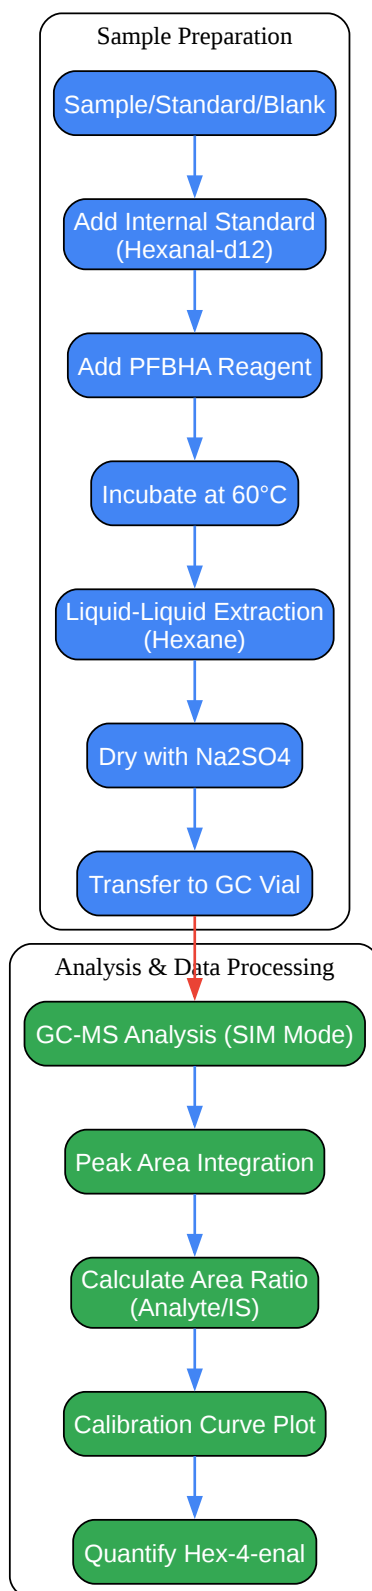 Sample Preparation
Sample/Standard/Blank
Add Internal Standard
(Hexanal-d12)
Add PFBHA Reagent
Incubate at 60°C
Liquid-Liquid Extraction
(Hexane)
Dry with Na2SO4
Transfer to GC Vial
Analysis & Data Processing
GC-MS Analysis (SIM Mode)
Peak Area Integration
Calculate Area Ratio
(Analyte/IS)
Calibration Curve Plot
Quantify Hex-4-enal